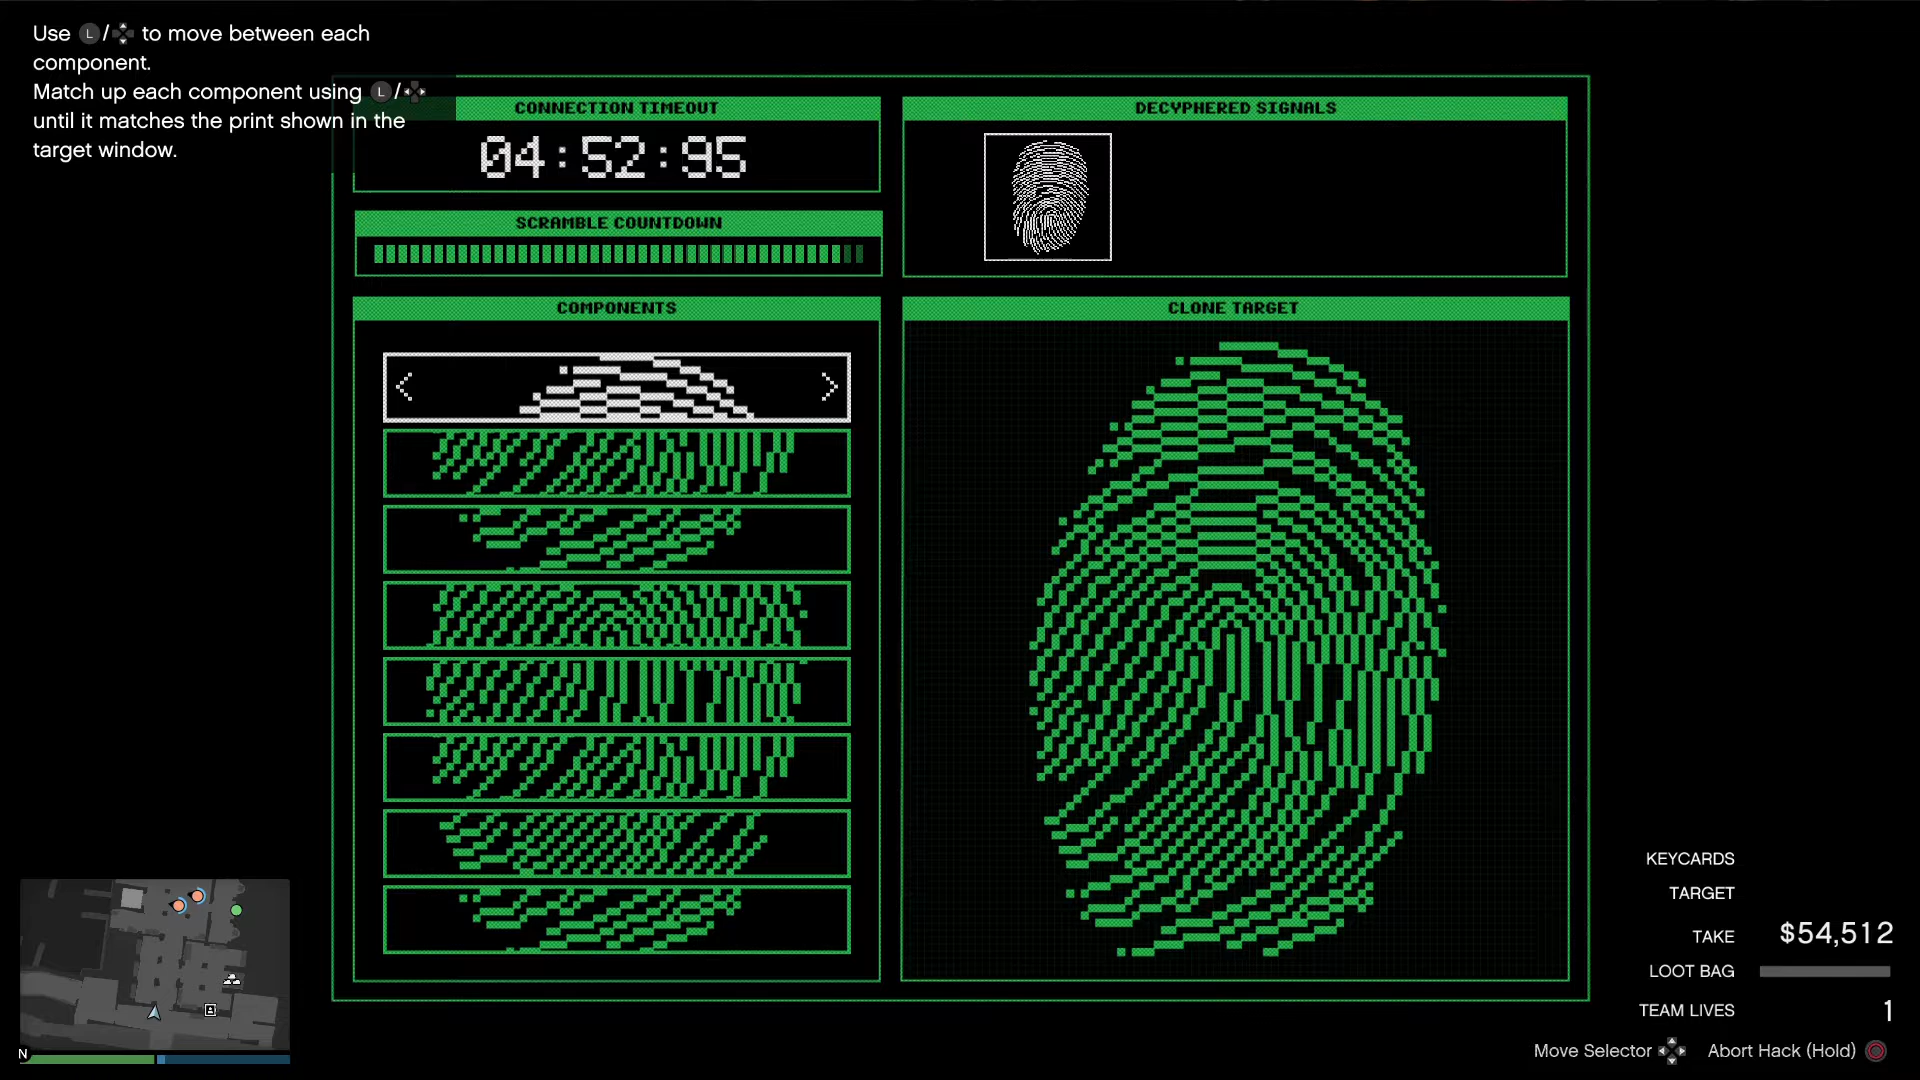 Use L / to move between each
component.
Match up each component using L /
until it matches the print shown in the
target window.
CONNECTION TIMEOUT
04:52:95
DECYPHERED SIGNALS
SCRAMBLE COUNTDOWN
COMPONENTS
CLONE TARGET
KEYCARDS
TARGET
TAKE $54,512
LOOT BAG
TEAM LIVES 1
N
Move Selector Abort Hack (Hold)